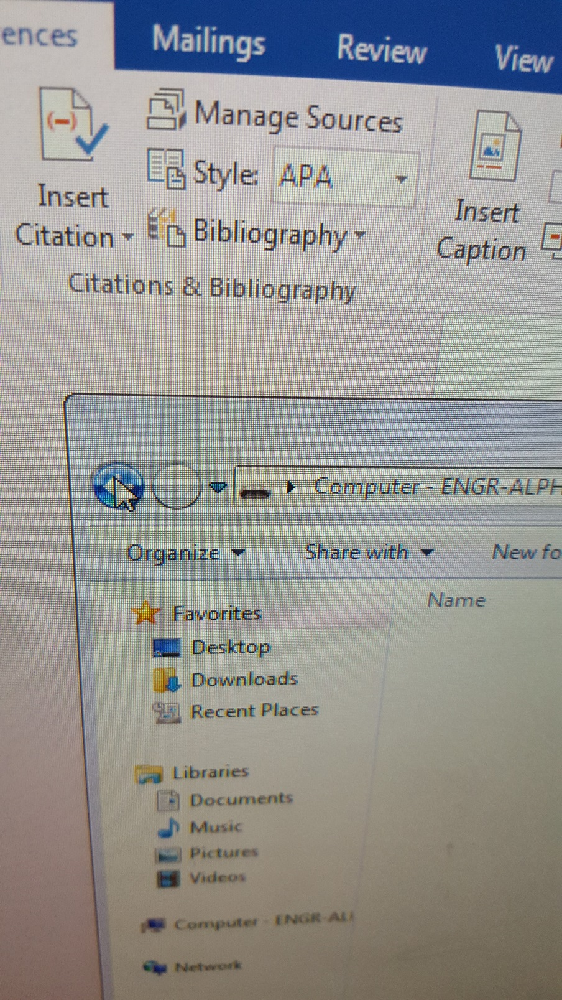 ences Mailings Review View
Manage Sources
Style: APA
Bibliography
Insert
Citation
Insert
Caption
Citations & Bibliography
Computer - ENGR-ALPH
Organize Share with New fo
Name
Favorites
Desktop
Downloads
Recent Places
Libraries
Documents
Music
Pictures
Videos
Computer - ENGR-AL
Network